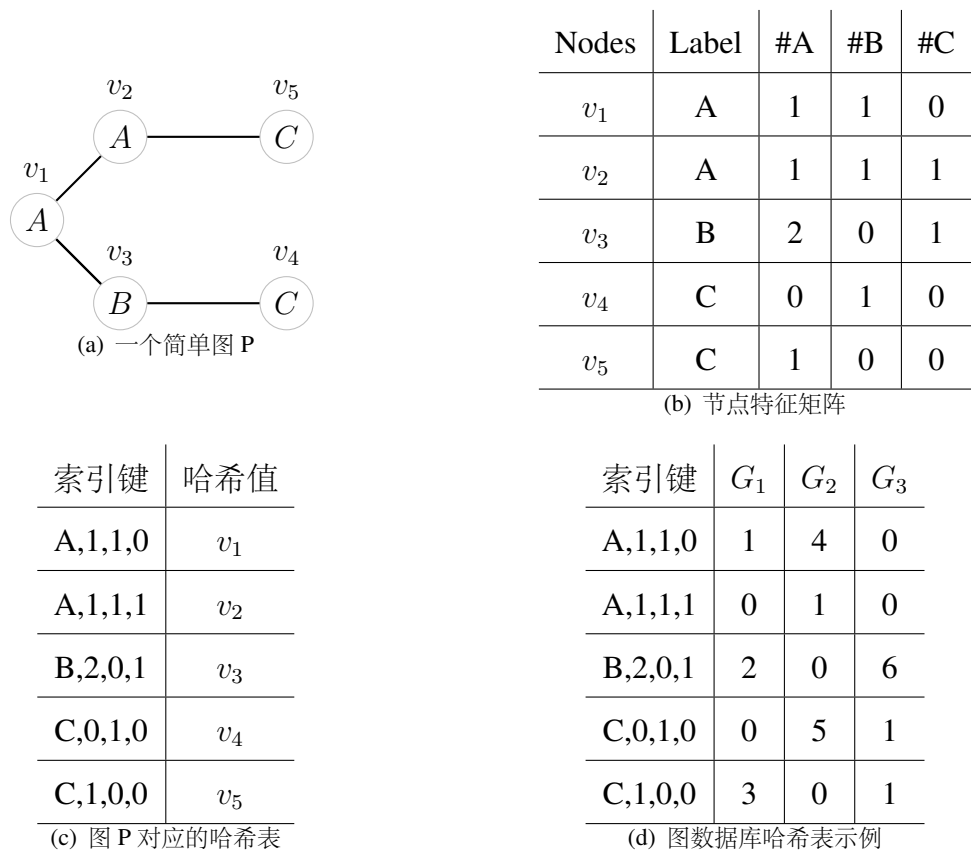 v₂ v₅
A C
v₁
A
v₃ v₄
B C
(a) 一个简单图 P
Nodes Label #A #B #C
v₁ A 1 1 0
v₂ A 1 1 1
v₃ B 2 0 1
v₄ C 0 1 0
v₅ C 1 0 0
(b) 节点特征矩阵
索引键 哈希值
A,1,1,0 v₁
A,1,1,1 v₂
B,2,0,1 v₃
C,0,1,0 v₄
C,1,0,0 v₅
(c) 图 P 对应的哈希表
索引键 G₁ G₂ G₃
A,1,1,0 1 4 0
A,1,1,1 0 1 0
B,2,0,1 2 0 6
C,0,1,0 0 5 1
C,1,0,0 3 0 1
(d) 图数据库哈希表示例